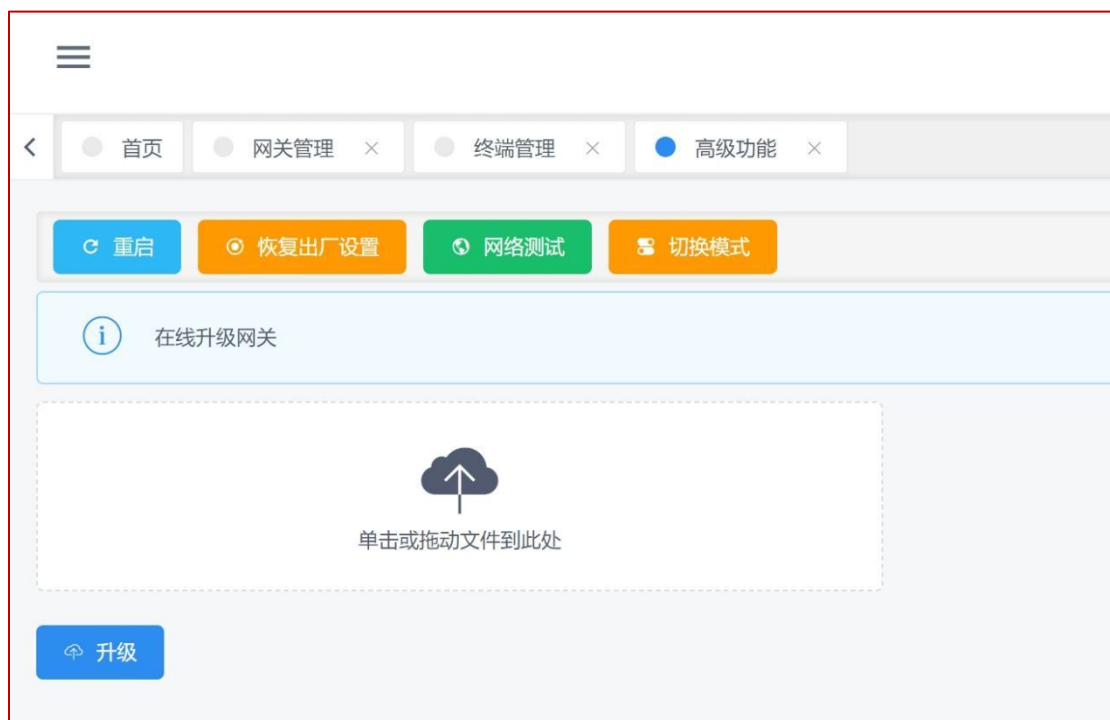 首页 网关管理 终端管理 高级功能
重启 恢复出厂设置 网络测试 切换模式
在线升级网关
单击或拖动文件到此处
升级